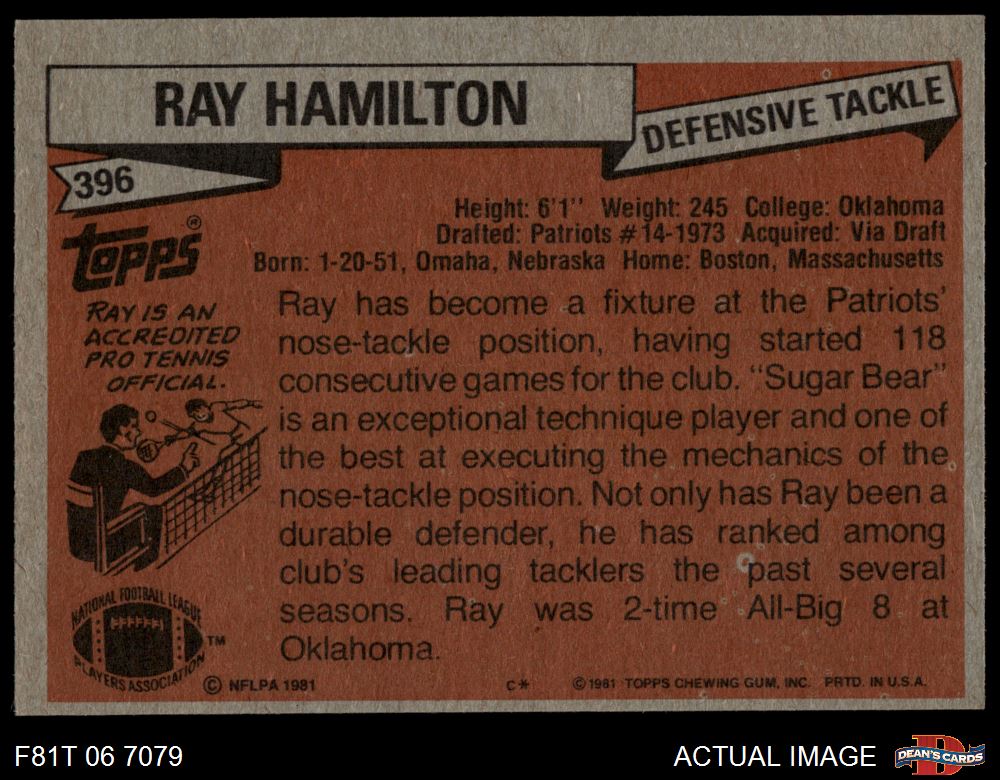 RAY HAMILTON
DEFENSIVE TACKLE
396
TOPPS®
Height: 6'1'' Weight: 245 College: Oklahoma
Drafted: Patriots #14-1973 Acquired: Via Draft
Born: 1-20-51, Omaha, Nebraska Home: Boston, Massachusetts
RAY IS AN
ACCREDITED
PRO TENNIS
OFFICIAL.
Ray has become a fixture at the Patriots'
nose-tackle position, having started 118
consecutive games for the club. "Sugar Bear"
is an exceptional technique player and one of
the best at executing the mechanics of the
nose-tackle position. Not only has Ray been a
durable defender, he has ranked among
club's leading tacklers the past several
seasons. Ray was 2-time All-Big 8 at
Oklahoma.
NATIONAL FOOTBALL LEAGUE
PLAYERS ASSOCIATION
TM
© NFLPA 1981
C*
© 1981 TOPPS CHEWING GUM, INC. PRTD. IN U.S.A.
F81T 06 7079
ACTUAL IMAGE
D
DEAN'S CARDS